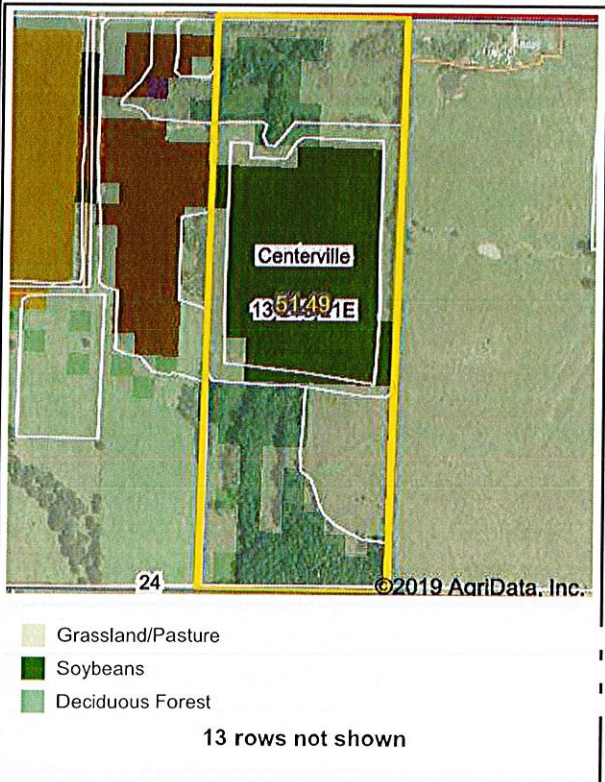 Centerville
51.49
24
©2019 AgriData, Inc.
Grassland/Pasture
Soybeans
Deciduous Forest
13 rows not shown